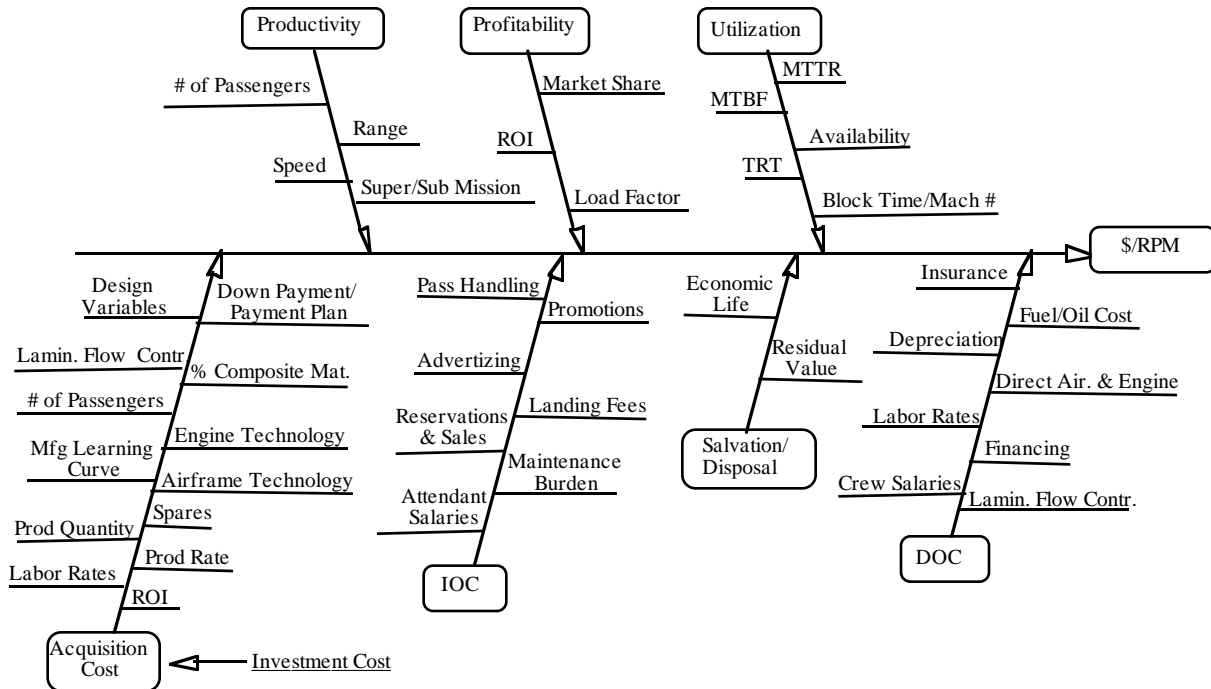 Productivity
Profitability
Utilization
# of Passengers
Market Share
MTTR
MTBF
Range
ROI
Availability
Speed
TRT
Super/Sub Mission
Load Factor
Block Time/Mach #
$/RPM
Design
Variables
Down Payment/
Payment Plan
Pass Handling
Promotions
Economic
Life
Insurance
Fuel/Oil Cost
Lamin. Flow Contr
% Composite Mat.
Advertizing
Residual
Value
Depreciation
Direct Air. & Engine
# of Passengers
Landing Fees
Labor Rates
Mfg Learning
Curve
Engine Technology
Reservations
& Sales
Salvation/
Disposal
Financing
Airframe Technology
Maintenance
Burden
Crew Salaries
Lamin. Flow Contr.
Spares
Attendant
Salaries
Prod Quantity
Prod Rate
DOC
Labor Rates
IOC
ROI
Acquisition
Cost
Investment Cost